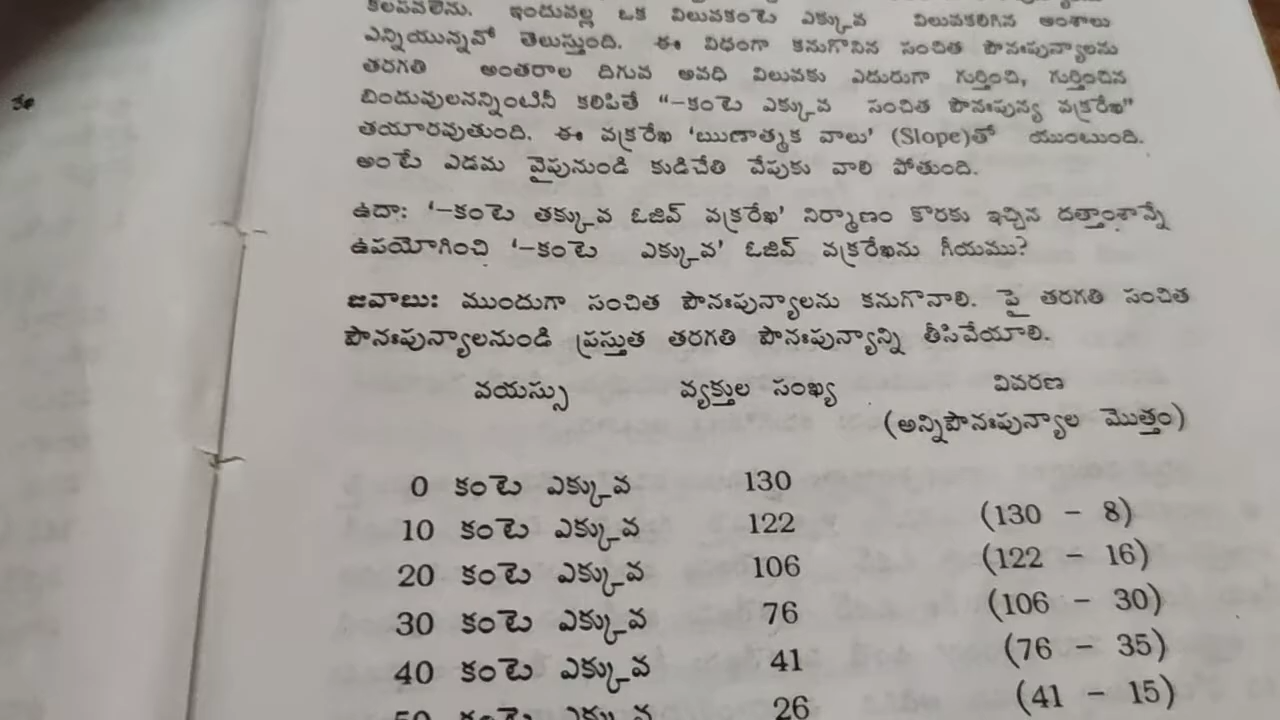 కలపవలెను. ఇందువల్ల ఒక విలువకంటె ఎక్కువ విలువకలిగిన అంశాలు
ఎన్నియున్నవో తెలుస్తుంది. ఈ విధంగా కనుగొనిన సంచిత పౌనఃపున్యాలను
తరగతి అంతరాల దిగువ అవధి విలువకు ఎదురుగా గుర్తించి, గుర్తించిన
బిందువులనన్నింటినీ కలిపితే “–కంటె ఎక్కువ సంచిత పౌనఃపున్య వక్రరేఖ”
తయారవుతుంది. ఈ వక్రరేఖ ‘ఋణాత్మక వాలు’ (Slope)తో యుంటుంది.
అంటే ఎడమ వైపునుండి కుడిచేతి వేపుకు వాలి పోతుంది.
ఉదా: ‘–కంటె తక్కువ ఓజివ్ వక్రరేఖ’ నిర్మాణం కొరకు ఇచ్చిన దత్తాంశాన్నే
ఉపయోగించి ‘–కంటె ఎక్కువ’ ఓజివ్ వక్రరేఖను గీయము?
జవాబు: ముందుగా సంచిత పౌనఃపున్యాలను కనుగొనాలి. పై తరగతి సంచిత
పౌనఃపున్యాలనుండి ప్రస్తుత తరగతి పౌనఃపున్యాన్ని తీసివేయాలి.
వయస్సు వ్యక్తుల సంఖ్య వివరణ
(అన్నిపౌనఃపున్యాల మొత్తం)
0 కంటె ఎక్కువ 130
10 కంటె ఎక్కువ 122 (130 – 8)
20 కంటె ఎక్కువ 106 (122 – 16)
30 కంటె ఎక్కువ 76 (106 – 30)
40 కంటె ఎక్కువ 41 (76 – 35)
50 కంటె ఎక్కువ 26 (41 – 15)